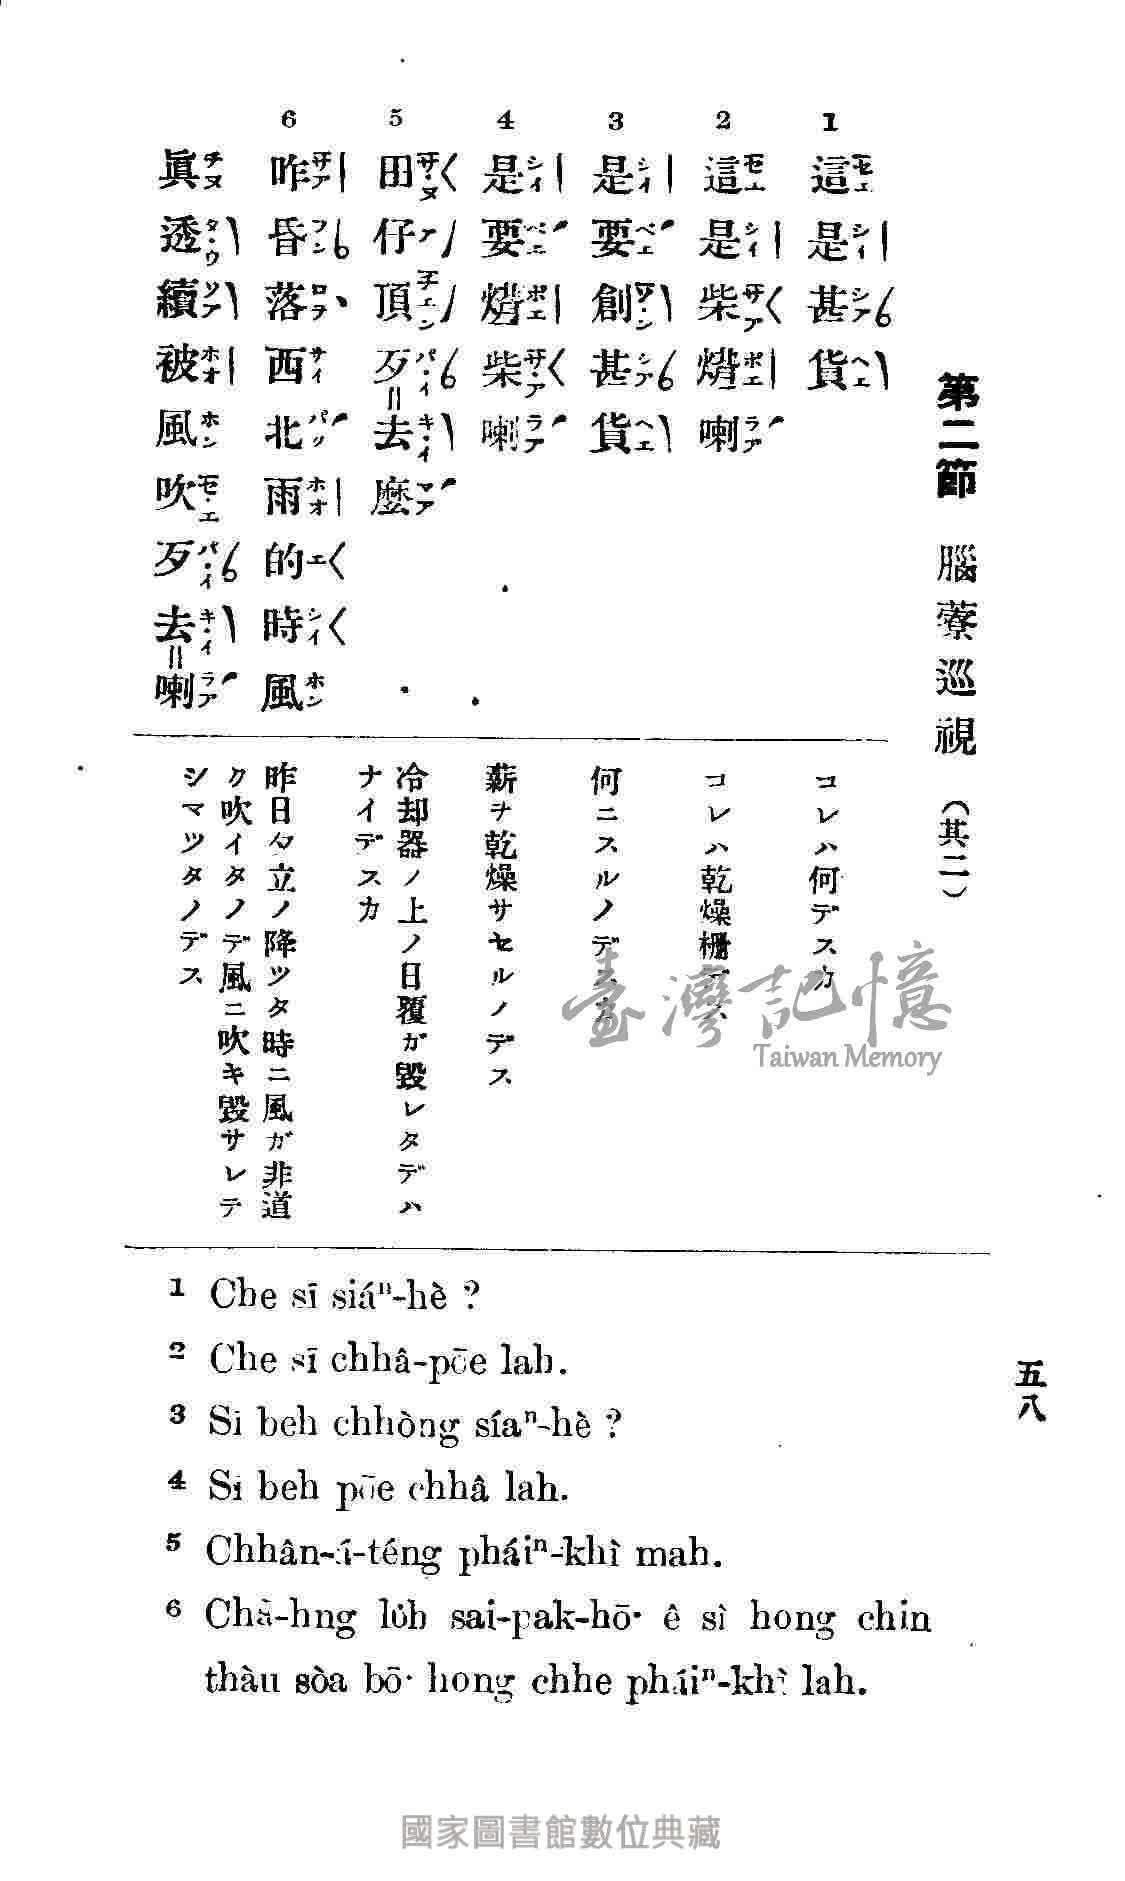 第二節 腦藔巡視（其二）
1 這是甚貨
2 這是柴㷟喇
3 是要創甚貨
4 是要㷟柴喇
5 田仔頂歹去麼
6 昨昏落西北雨的時風
眞透續被風吹歹去喇
コレハ何デスカ
コレハ乾燥棚デス
何ニスルノデスカ
薪ヲ乾燥サセルノデス
冷却器ノ上ノ日覆ガ毀レタデハ
ナイデスカ
昨日夕立ノ降ツタ時ニ風ガ非道
ク吹イタノデ風ニ吹キ毀サレテ
シマツタノデス
1 Che sī siáⁿ-hè ?
2 Che sī chhâ-pōe lah.
3 Si beh chhòng síaⁿ-hè ?
4 Si beh pōe chhâ lah.
5 Chhân-á-téng pháiⁿ-khì mah.
6 Chă-hng lo̍h sai-pak-hō· ê sì hong chin
thàu sòa bō· hong chhe pháiⁿ-khì lah.
五八
臺灣記憶
Taiwan Memory
國家圖書館數位典藏